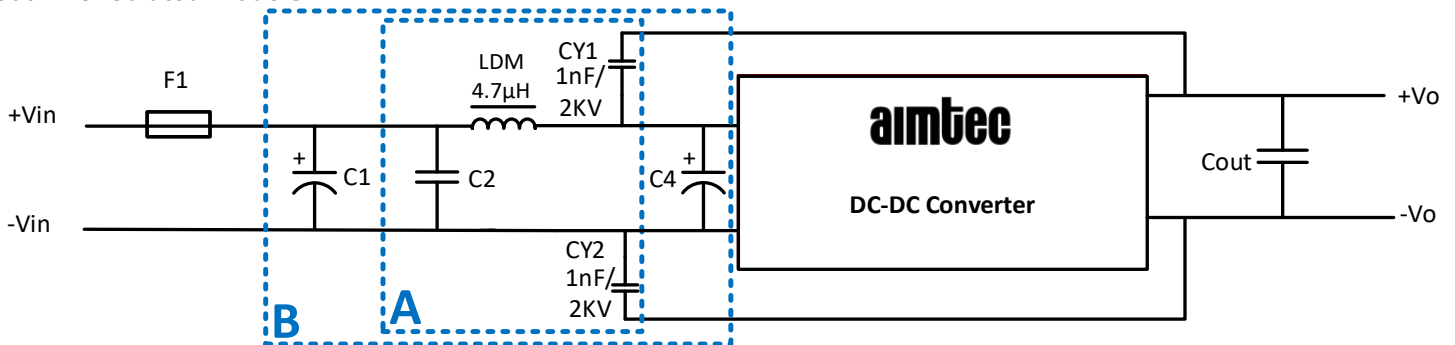 F1
LDM
4.7µH
CY1
1nF/
2KV
+Vin
+
C1
C2
+
C4
aimtec
DC-DC Converter
+Vo
Cout
-Vin
-Vo
CY2
1nF/
2KV
B
A